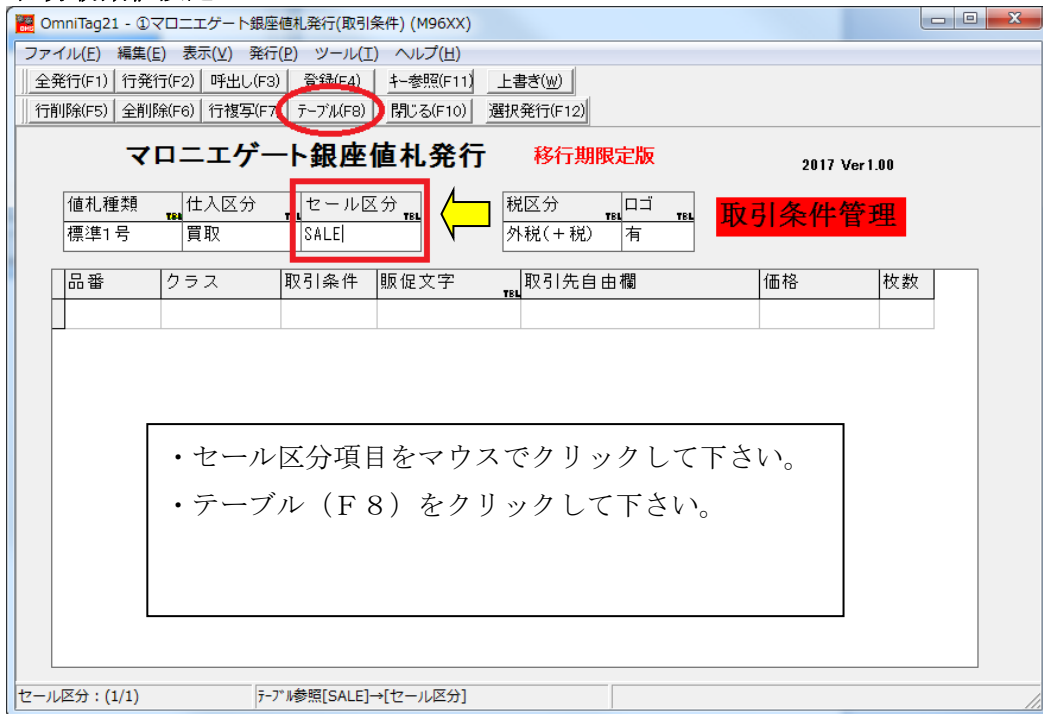 OmniTag21 - ①マロニエゲート銀座値札発行(取引条件) (M96XX)
ファイル(F) 編集(E) 表示(V) 発行(P) ツール(T) ヘルプ(H)
全発行(F1) 行発行(F2) 呼出し(F3) 登録(F4) キー参照(F11) 上書き(W)
行削除(F5) 全削除(F6) 行複写(F7 テーブル(F8) 閉じる(F10) 選択発行(F12)
マロニエゲート銀座値札発行 移行期限定版 2017 Ver1.00
値札種類 TBL 仕入区分 TBL セール区分 TBL 税区分 TBL ロゴ TBL
標準1号 買取 SALE 外税(+税) 有
取引条件管理
品番 クラス 取引条件 販促文字 TBL 取引先自由欄 価格 枚数
・セール区分項目をマウスでクリックして下さい。
・テーブル(F8)をクリックして下さい。
セール区分:(1/1) テーブル参照[SALE]→[セール区分]